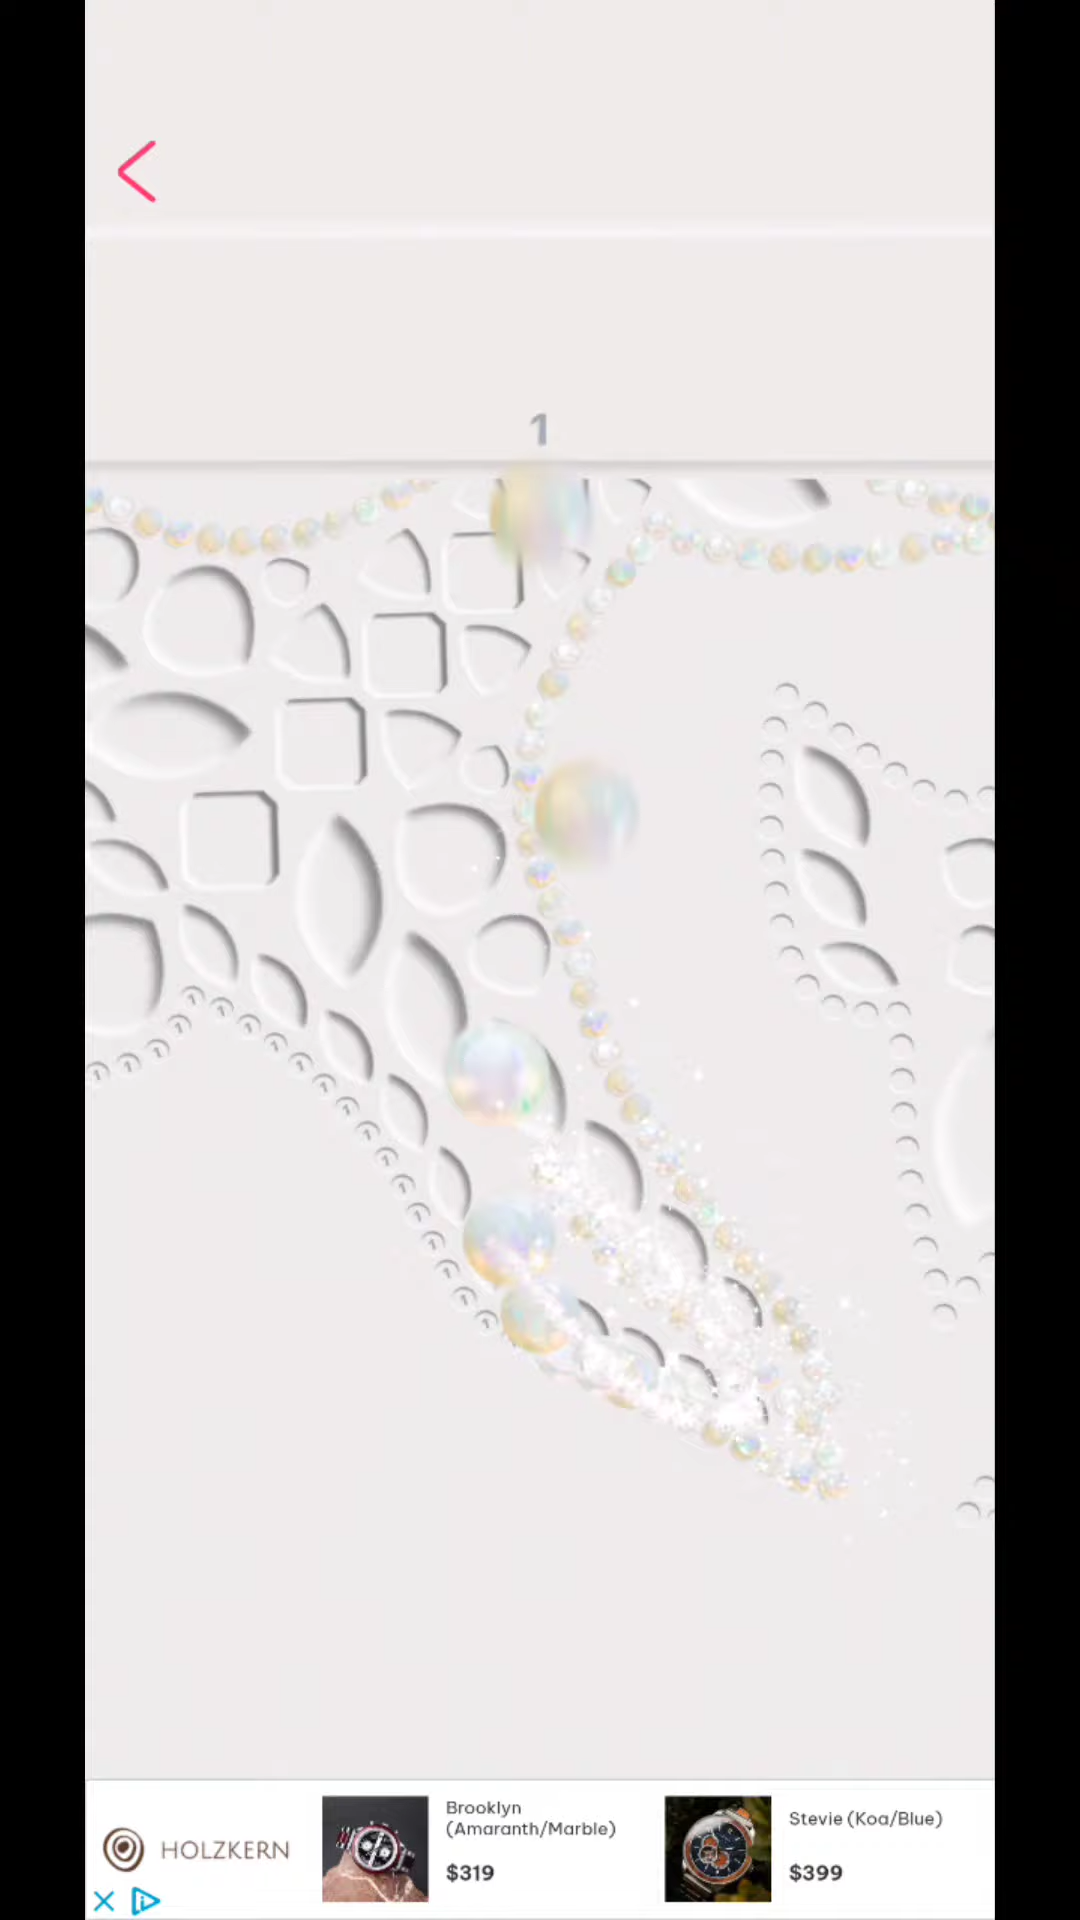 1
HOLZKERN
Brooklyn
(Amaranth/Marble)
$319
Stevie (Koa/Blue)
$399